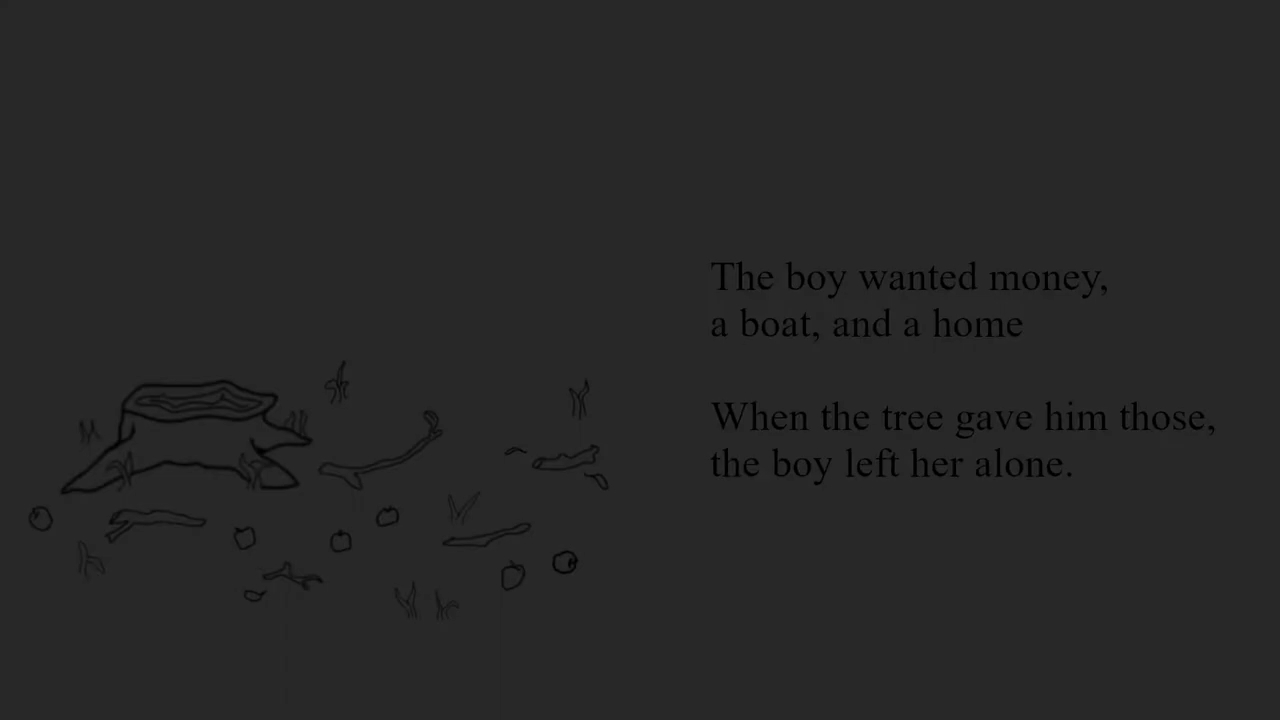 The boy wanted money,
a boat, and a home
When the tree gave him those,
the boy left her alone.